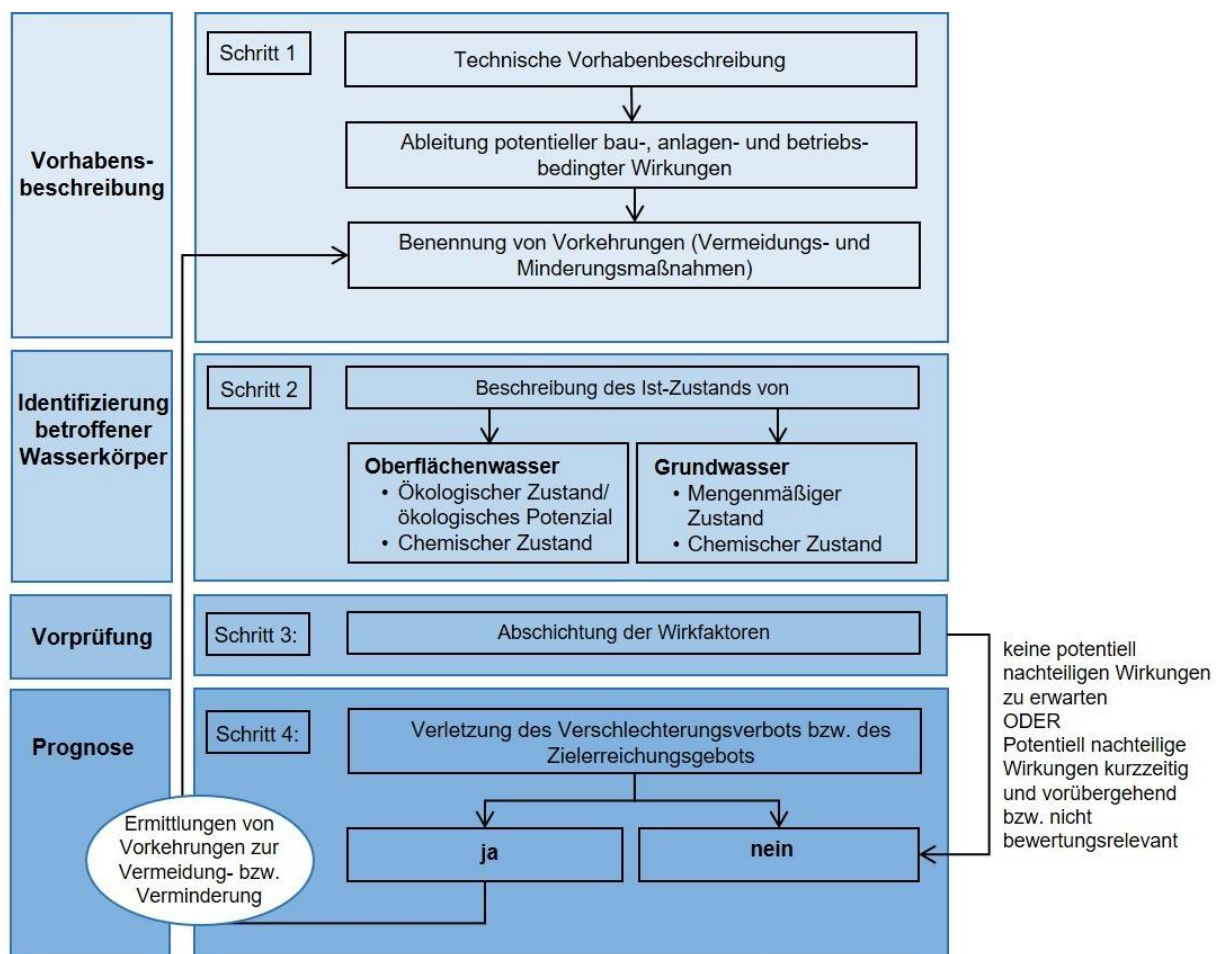 Vorhabens-
beschreibung
Schritt 1
Technische Vorhabenbeschreibung
Ableitung potentieller bau-, anlagen- und betriebs-
bedingter Wirkungen
Benennung von Vorkehrungen (Vermeidungs- und
Minderungsmaßnahmen)
Identifizierung
betroffener
Wasserkörper
Schritt 2
Beschreibung des Ist-Zustands von
Oberflächenwasser
• Ökologischer Zustand/
ökologisches Potenzial
• Chemischer Zustand
Grundwasser
• Mengenmäßiger
Zustand
• Chemischer Zustand
Vorprüfung
Schritt 3:
Abschichtung der Wirkfaktoren
keine potentiell
nachteiligen Wirkungen
zu erwarten
ODER
Potentiell nachteilige
Wirkungen kurzzeitig
und vorübergehend
bzw. nicht
bewertungsrelevant
Prognose
Schritt 4:
Verletzung des Verschlechterungsverbots bzw. des
Zielerreichungsgebots
ja
nein
Ermittlungen von
Vorkehrungen zur
Vermeidung- bzw.
Verminderung